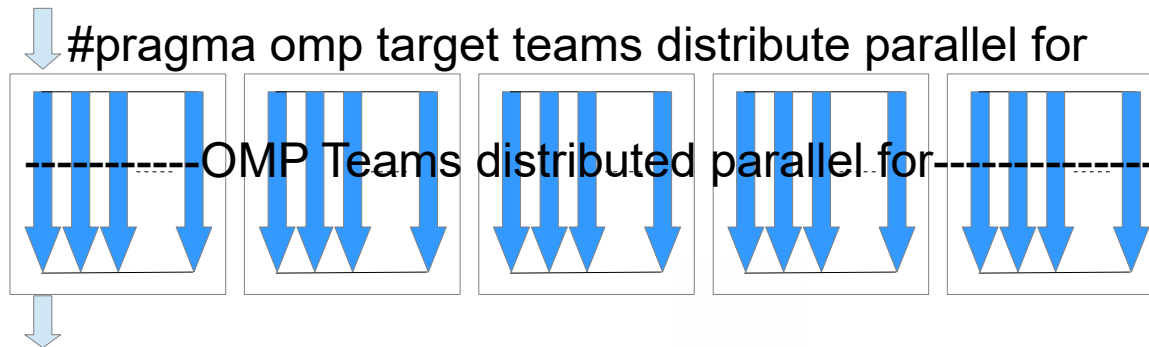 #pragma omp target teams distribute parallel for
-----------OMP Teams distributed parallel for-------------